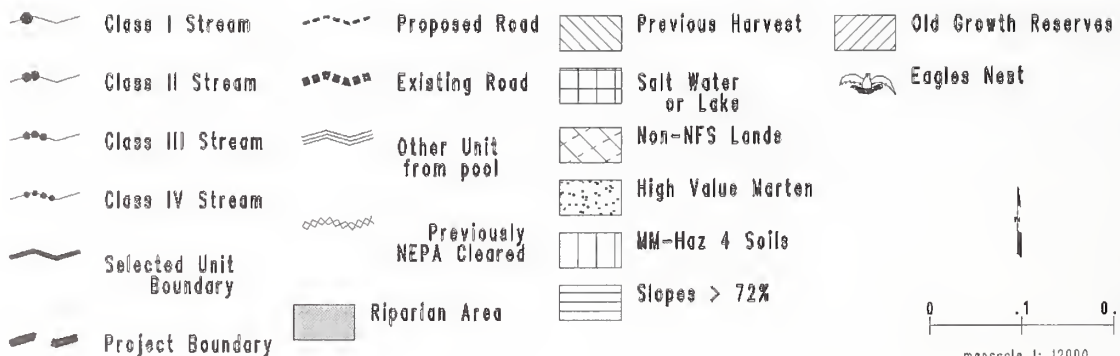 Class I Stream
Class II Stream
Class III Stream
Class IV Stream
Selected Unit
Boundary
Project Boundary
Proposed Road
Existing Road
Other Unit
from pool
Previously
NEPA Cleared
Riparian Area
Previous Harvest
Salt Water
or Lake
Non-NFS Lands
High Value Marten
MM-Haz 4 Soils
Slopes > 72%
Old Growth Reserves
Eagles Nest
0 .1 0.